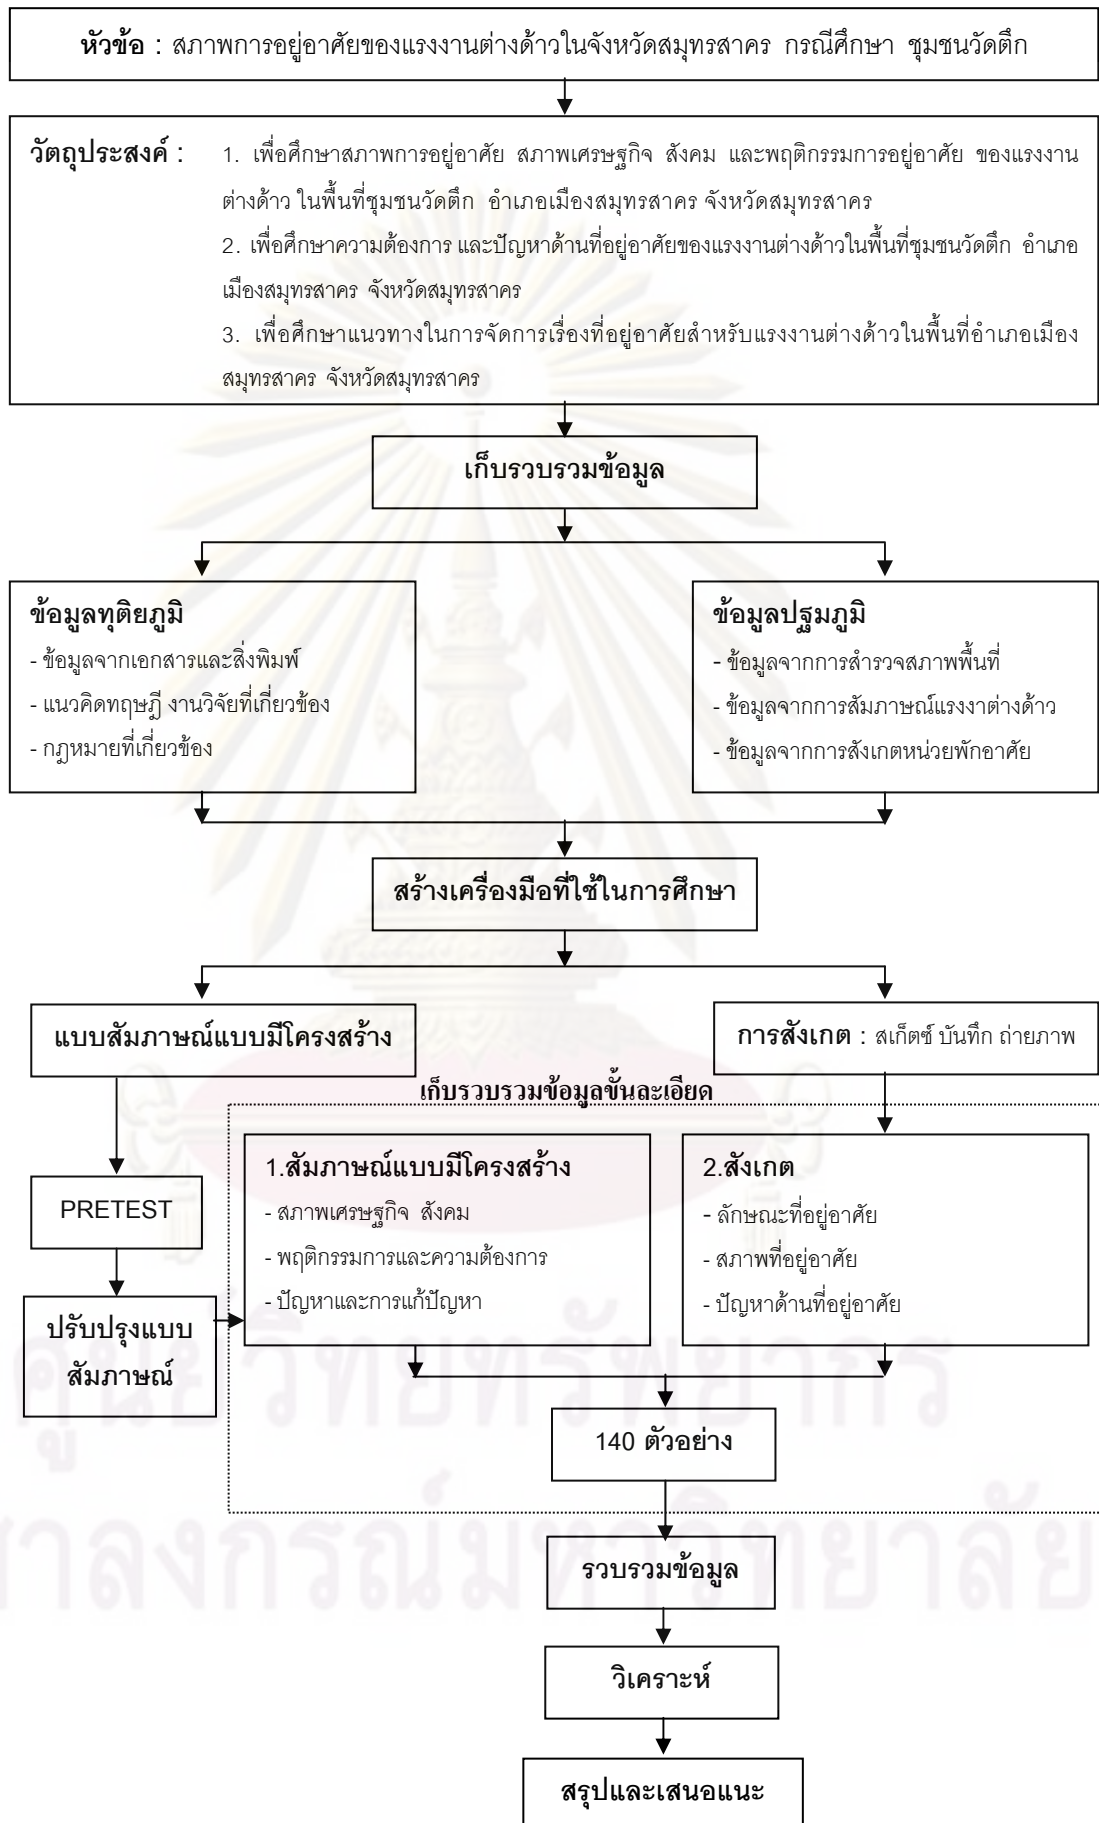 หัวข้อ : สภาพการอยู่อาศัยของแรงงานต่างด้าวในจังหวัดสมุทรสาคร กรณีศึกษา ชุมชนวัดตึก
วัตถุประสงค์ : 1. เพื่อศึกษาสภาพการอยู่อาศัย สภาพเศรษฐกิจ สังคม และพฤติกรรมการอยู่อาศัย ของแรงงาน
ต่างด้าว ในพื้นที่ชุมชนวัดตึก อำเภอเมืองสมุทรสาคร จังหวัดสมุทรสาคร
2. เพื่อศึกษาความต้องการ และปัญหาด้านที่อยู่อาศัยของแรงงานต่างด้าวในพื้นที่ชุมชนวัดตึก อำเภอ
เมืองสมุทรสาคร จังหวัดสมุทรสาคร
3. เพื่อศึกษาแนวทางในการจัดการเรื่องที่อยู่อาศัยสำหรับแรงงานต่างด้าวในพื้นที่อำเภอเมือง
สมุทรสาคร จังหวัดสมุทรสาคร
เก็บรวบรวมข้อมูล
ข้อมูลทุติยภูมิ
- ข้อมูลจากเอกสารและสิ่งพิมพ์
- แนวคิดทฤษฎี งานวิจัยที่เกี่ยวข้อง
- กฎหมายที่เกี่ยวข้อง
ข้อมูลปฐมภูมิ
- ข้อมูลจากการสำรวจสภาพพื้นที่
- ข้อมูลจากการสัมภาษณ์แรงงาต่างด้าว
- ข้อมูลจากการสังเกตหน่วยพักอาศัย
สร้างเครื่องมือที่ใช้ในการศึกษา
แบบสัมภาษณ์แบบมีโครงสร้าง
การสังเกต : สเก็ตซ์ บันทึก ถ่ายภาพ
เก็บรวบรวมข้อมูลขั้นละเอียด
PRETEST
ปรับปรุงแบบ
สัมภาษณ์
1.สัมภาษณ์แบบมีโครงสร้าง
- สภาพเศรษฐกิจ สังคม
- พฤติกรรมการและความต้องการ
- ปัญหาและการแก้ปัญหา
2.สังเกต
- ลักษณะที่อยู่อาศัย
- สภาพที่อยู่อาศัย
- ปัญหาด้านที่อยู่อาศัย
140 ตัวอย่าง
รวบรวมข้อมูล
วิเคราะห์
สรุปและเสนอแนะ
ศูนย์วิทยทรัพยากร
ฬาลงกรณ์มหาวิทยาลัย